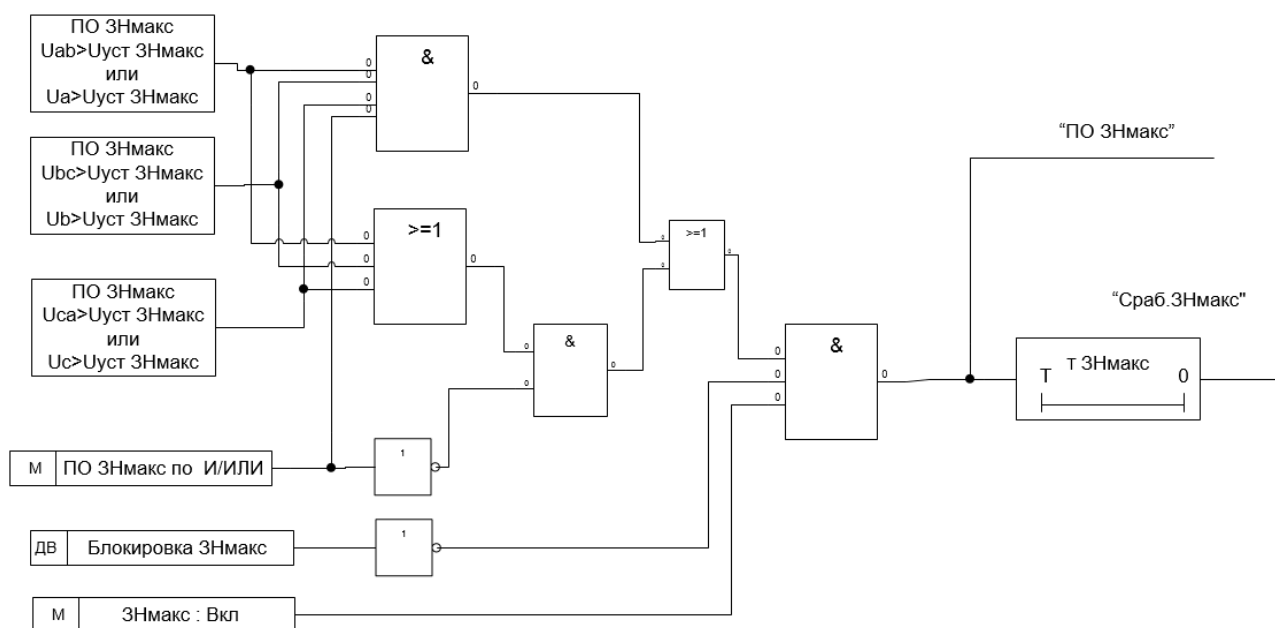 ПО ЗНмакс
Uab>Uуст ЗНмакс
или
Ua>Uуст ЗНмакс
ПО ЗНмакс
Ubc>Uуст ЗНмакс
или
Ub>Uуст ЗНмакс
ПО ЗНмакс
Uca>Uуст ЗНмакс
или
Uc>Uуст ЗНмакс
М ПО ЗНмакс по И/ИЛИ
ДВ Блокировка ЗНмакс
М ЗНмакс : Вкл
0
0
0
0
&
0
0
0
0
>=1
0
1
1
0
0
&
0
0
0
>=1
0
0
0
0
&
0
“ПО ЗНмакс”
“Сраб.ЗНмакс"
т ЗНмакс
T 0